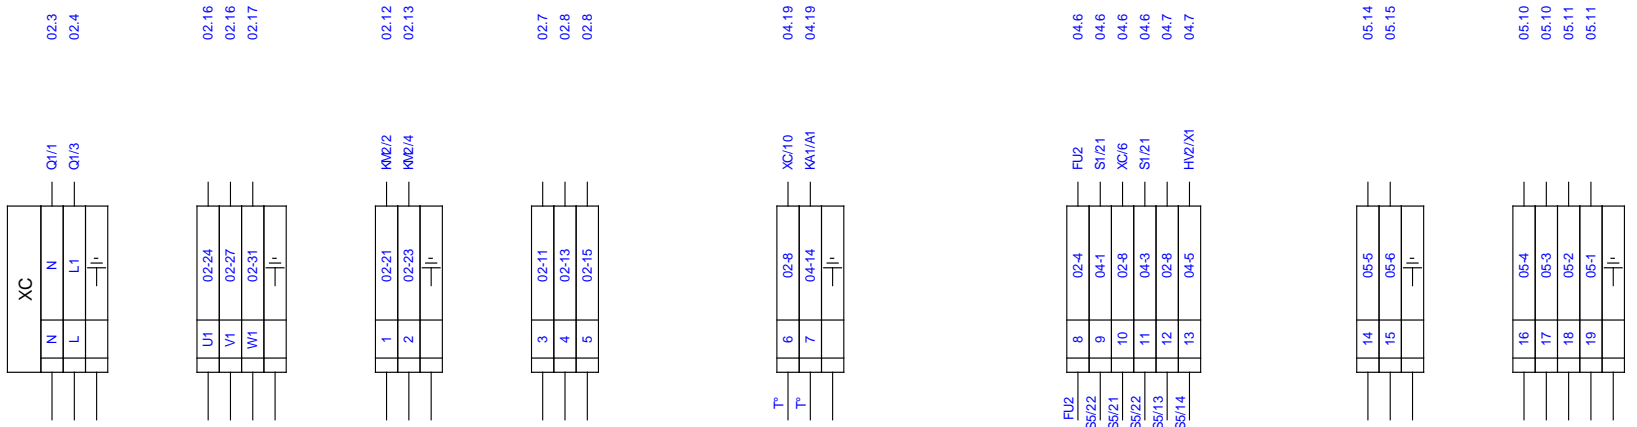 02.3
02.4
02.16
02.16
02.17
02.12
02.13
02.7
02.8
02.8
04.19
04.19
04.6
04.6
04.6
04.6
04.7
04.7
05.14
05.15
05.10
05.10
05.11
05.11
Q1/1
Q1/3
KM2/2
KM2/4
XC/10
KA1/A1
FU2
S1/21
XC/6
S1/21
HV2/X1
XC
N
L1
02-24
02-27
02-31
02-21
02-23
02-11
02-13
02-15
02-8
04-14
02-4
04-1
02-8
04-3
02-8
04-5
05-5
05-6
05-4
05-3
05-2
05-1
N
L
U1
V1
W1
1
2
3
4
5
6
7
8
9
10
11
12
13
14
15
16
17
18
19
T°
T°
FU2
S5/22
S5/21
S5/22
S5/13
S5/14